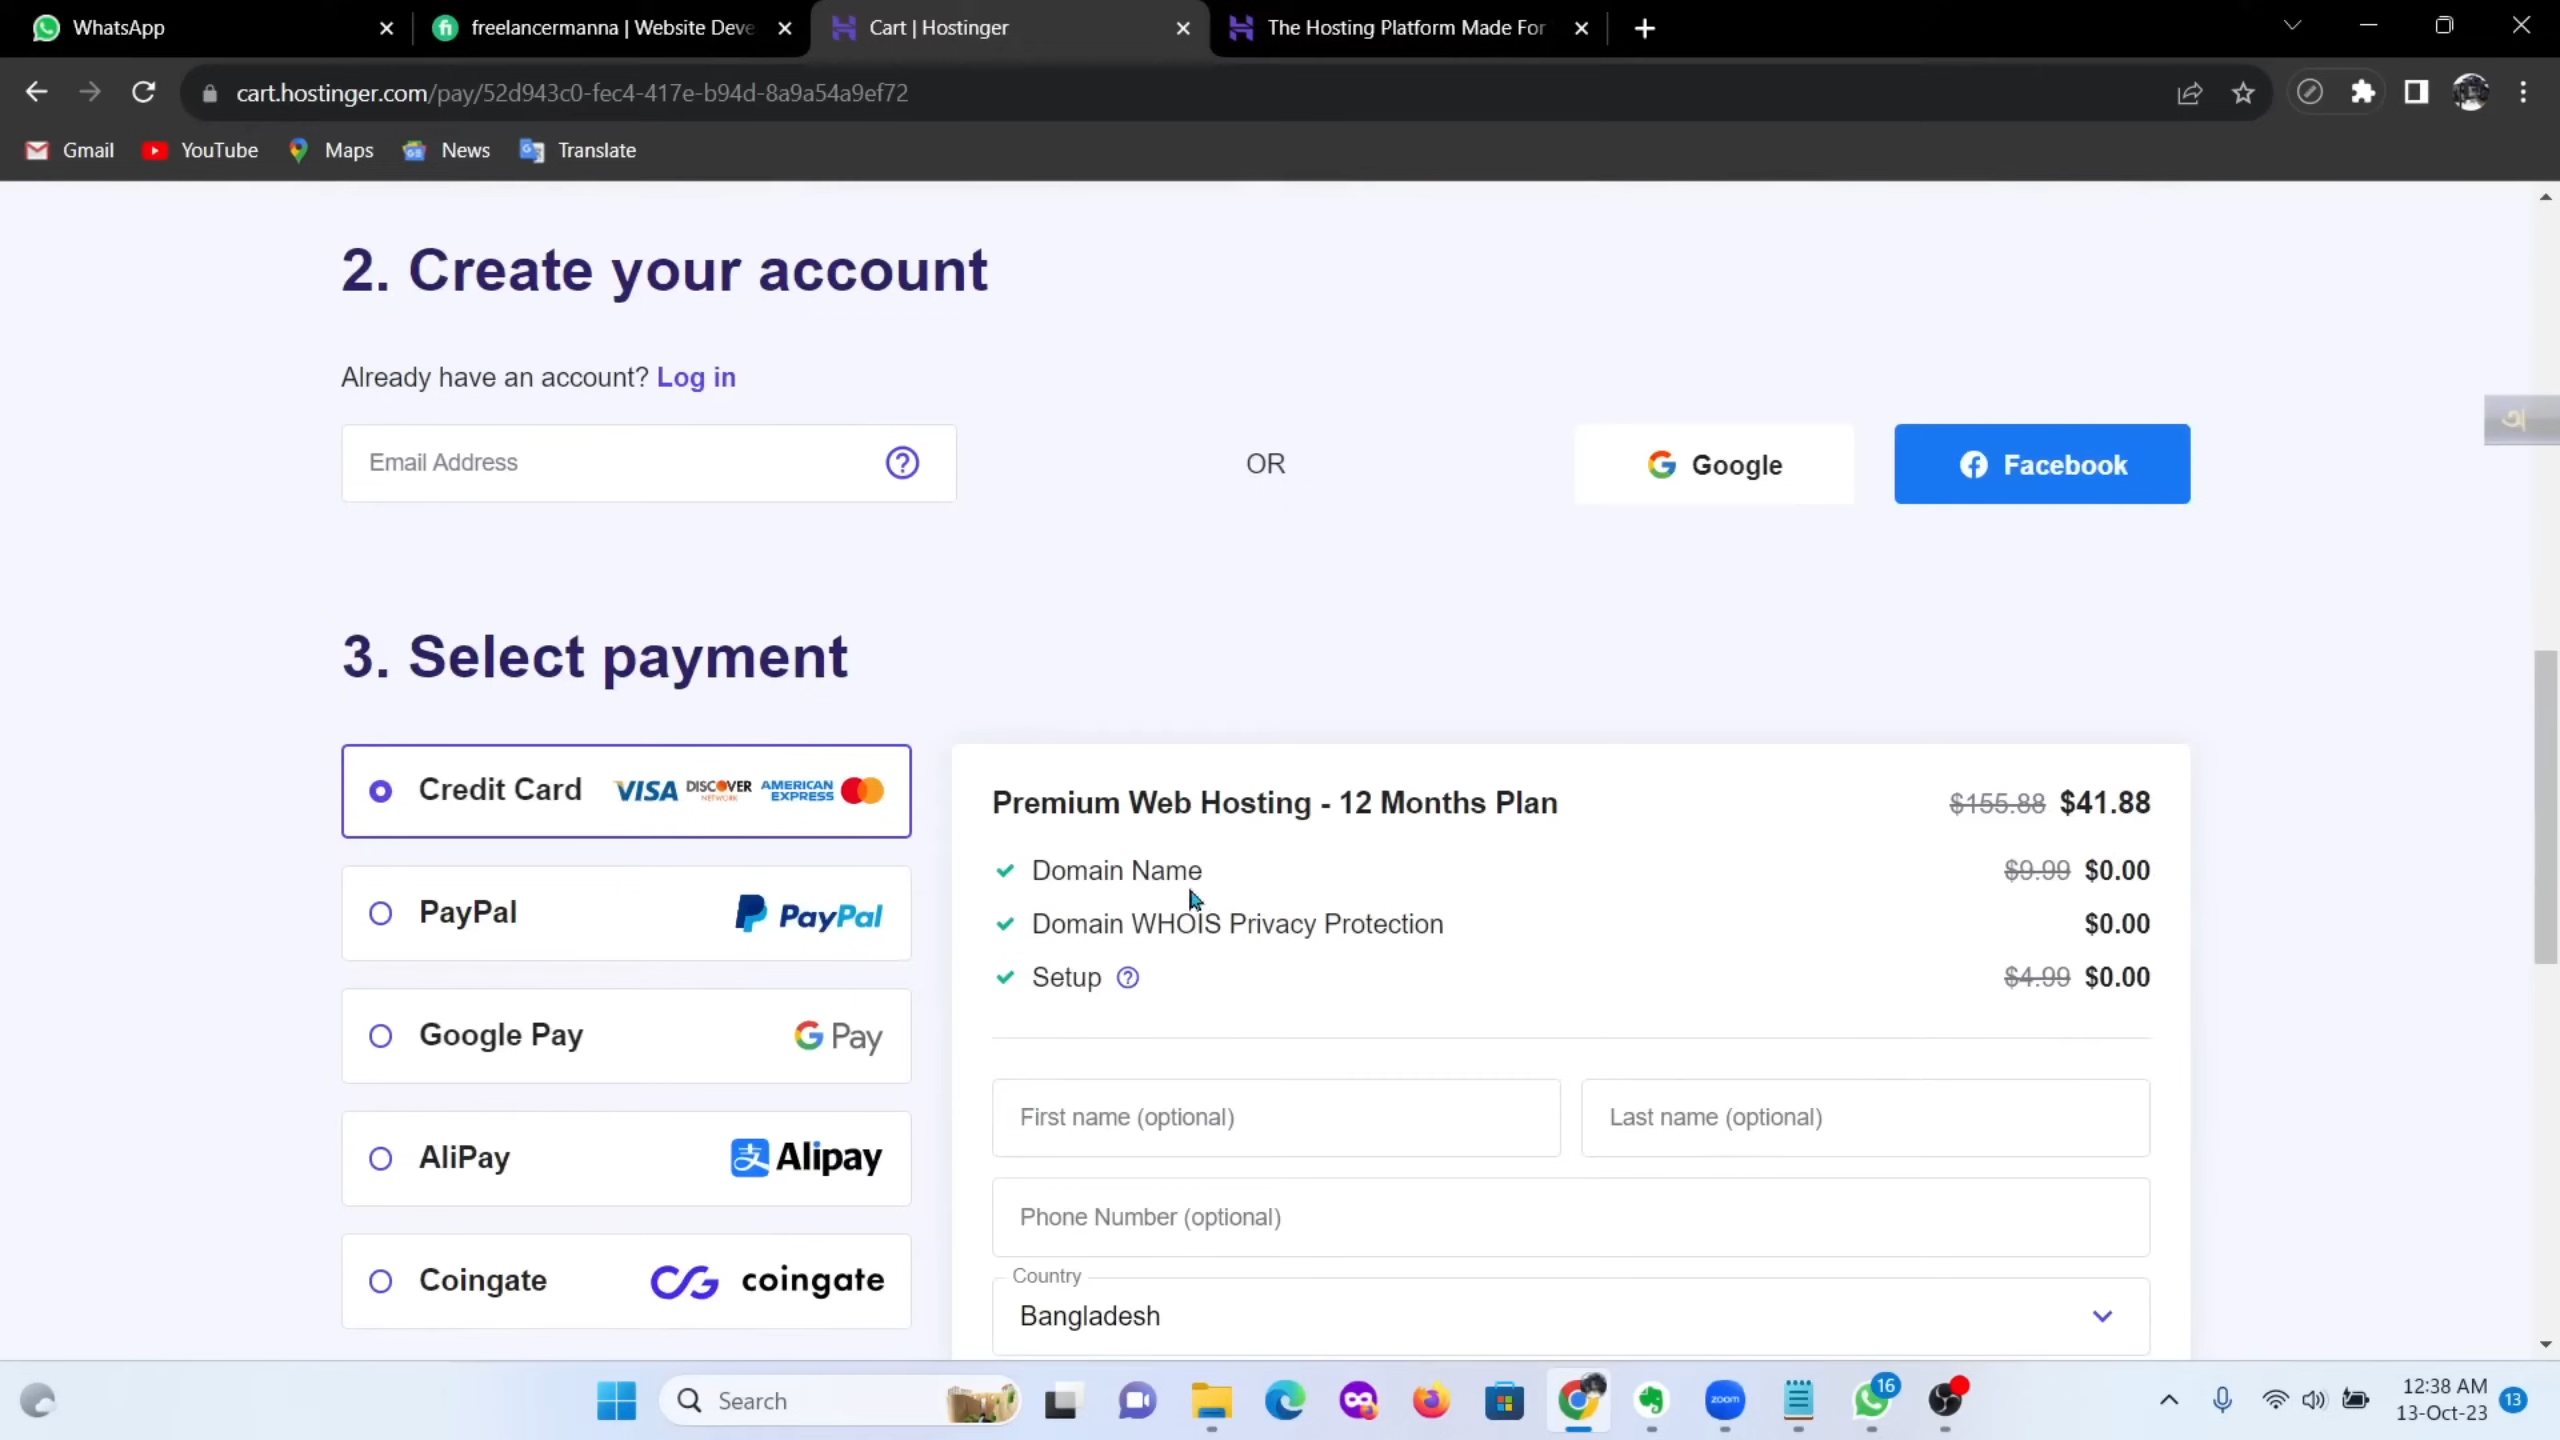 WhatsApp
freelancermanna | Website Deve
Cart | Hostinger
The Hosting Platform Made For
cart.hostinger.com/pay/52d943c0-fec4-417e-b94d-8a9a54a9ef72
Gmail
YouTube
Maps
News
Translate
2. Create your account
Already have an account? Log in
Email Address
OR
Google
Facebook
অ
3. Select payment
Credit Card
VISA
DISCOVER
NETWORK
AMERICAN
EXPRESS
PayPal
PayPal
Google Pay
G Pay
AliPay
支 Alipay
Coingate
coingate
Premium Web Hosting - 12 Months Plan
$155.88 $41.88
Domain Name
$9.99 $0.00
Domain WHOIS Privacy Protection
$0.00
Setup
$4.99 $0.00
First name (optional)
Last name (optional)
Phone Number (optional)
Country
Bangladesh
Search
zoom
16
12:38 AM
13-Oct-23
13